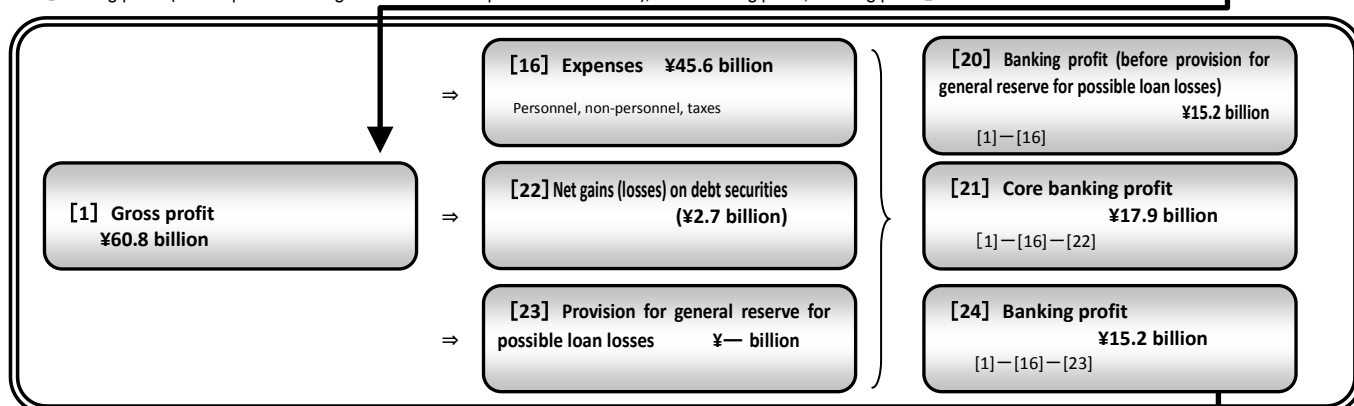 [16] Expenses ¥45.6 billion
Personnel, non-personnel, taxes
[20] Banking profit (before provision for
general reserve for possible loan losses)
¥15.2 billion
[1]－[16]
⇒
[1] Gross profit
¥60.8 billion
⇒
[22] Net gains (losses) on debt securities
(¥2.7 billion)
[21] Core banking profit
¥17.9 billion
[1]－[16]－[22]
⇒
[23] Provision for general reserve for
possible loan losses ¥― billion
[24] Banking profit
¥15.2 billion
[1]－[16]－[23]